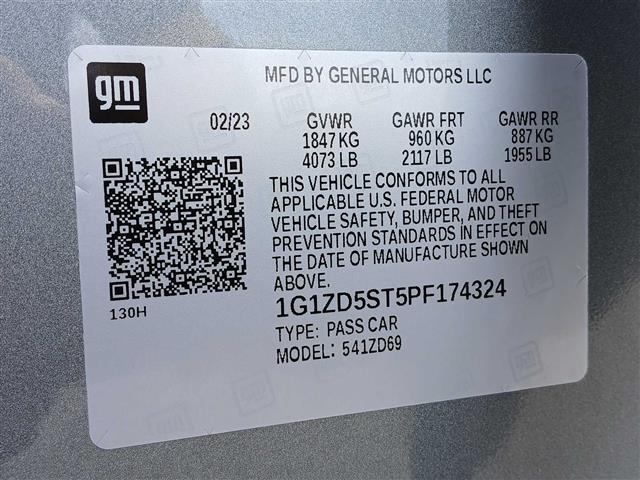 gm
MFD BY GENERAL MOTORS LLC
02/23 GVWR GAWR FRT GAWR RR
1847 KG 960 KG 887 KG
4073 LB 2117 LB 1955 LB
THIS VEHICLE CONFORMS TO ALL
APPLICABLE U.S. FEDERAL MOTOR
VEHICLE SAFETY, BUMPER, AND THEFT
PREVENTION STANDARDS IN EFFECT ON
THE DATE OF MANUFACTURE SHOWN
ABOVE.
130H
1G1ZD5ST5PF174324
TYPE: PASS CAR
MODEL: 541ZD69